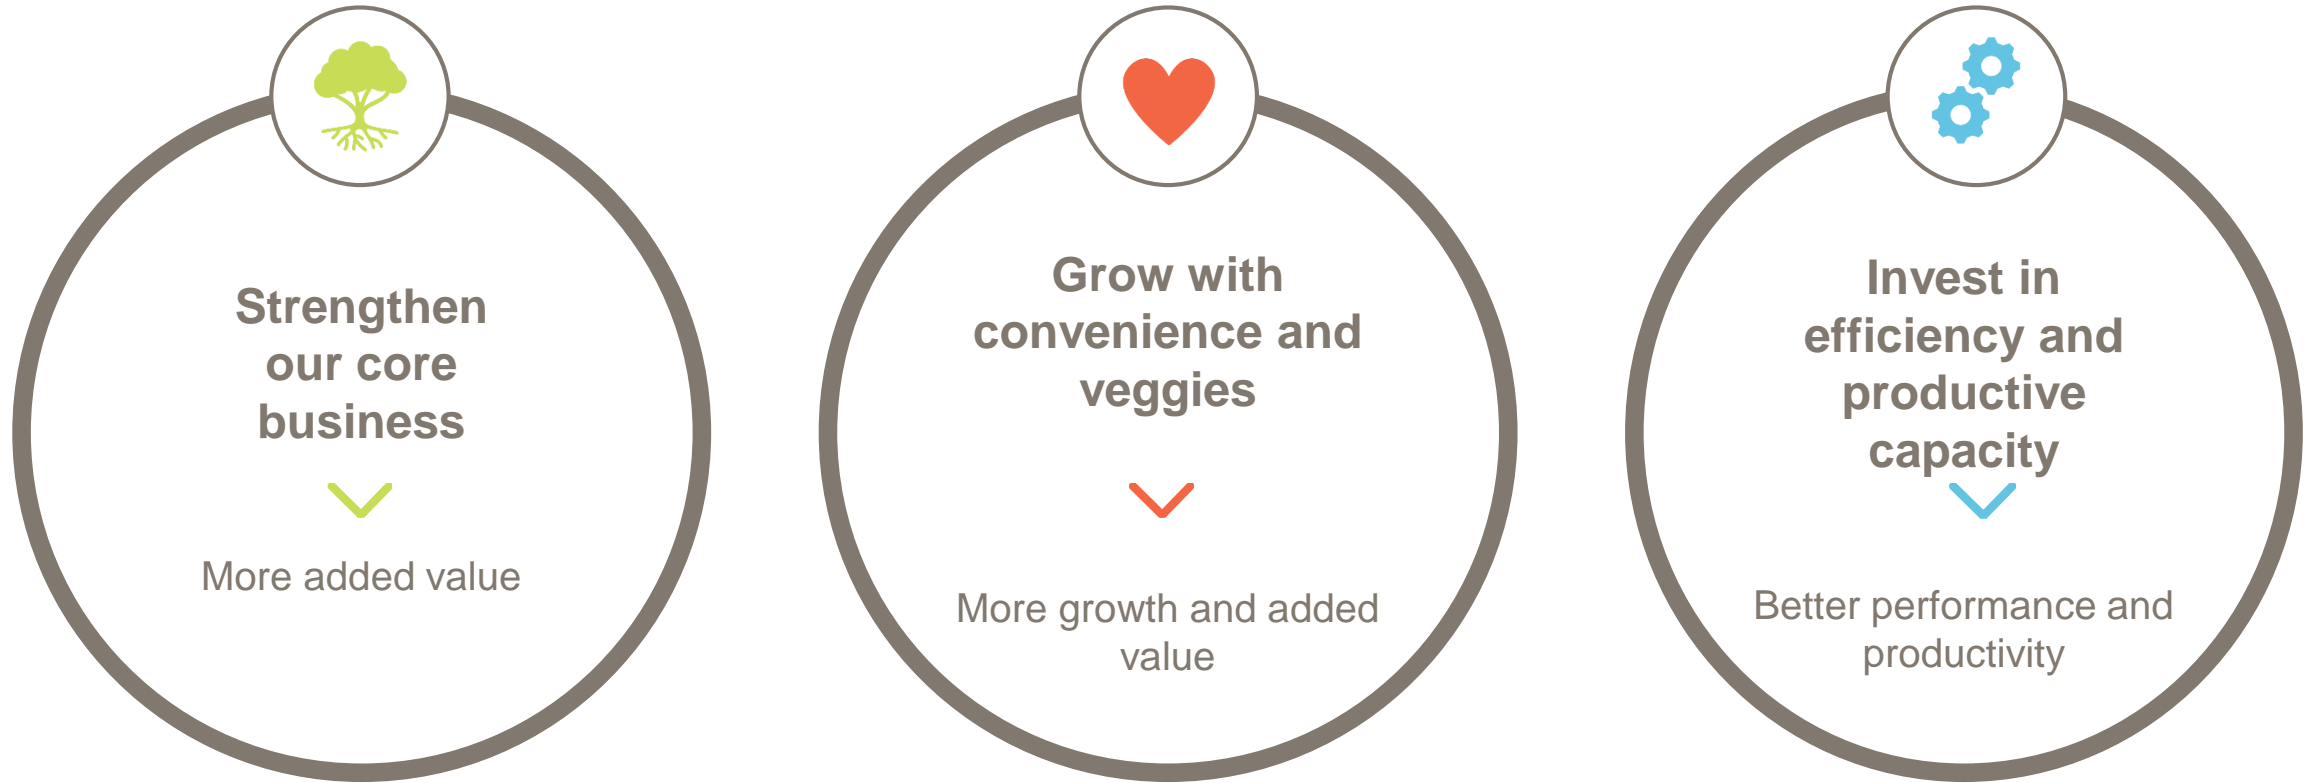 Strengthen
our core
business
More added value
Grow with
convenience and
veggies
More growth and added
value
Invest in
efficiency and
productive
capacity
Better performance and
productivity